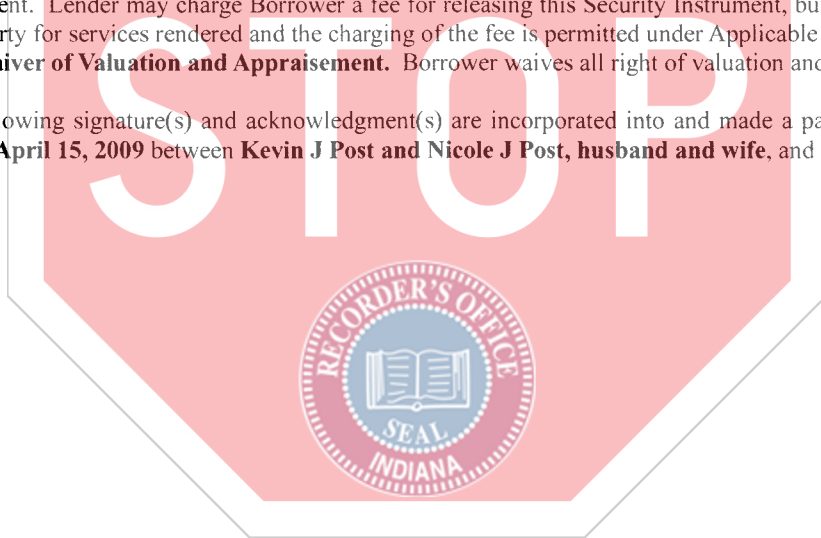 ent. Lender may charge Borrower a fee for releasing this Security Instrument, bu
rty for services rendered and the charging of the fee is permitted under Applicable
aiver of Valuation and Appraisement. Borrower waives all right of valuation and
owing signature(s) and acknowledgment(s) are incorporated into and made a pa
April 15, 2009 between Kevin J Post and Nicole J Post, husband and wife, and
STOP
RECORDER'S OFFICE
SEAL
INDIANA